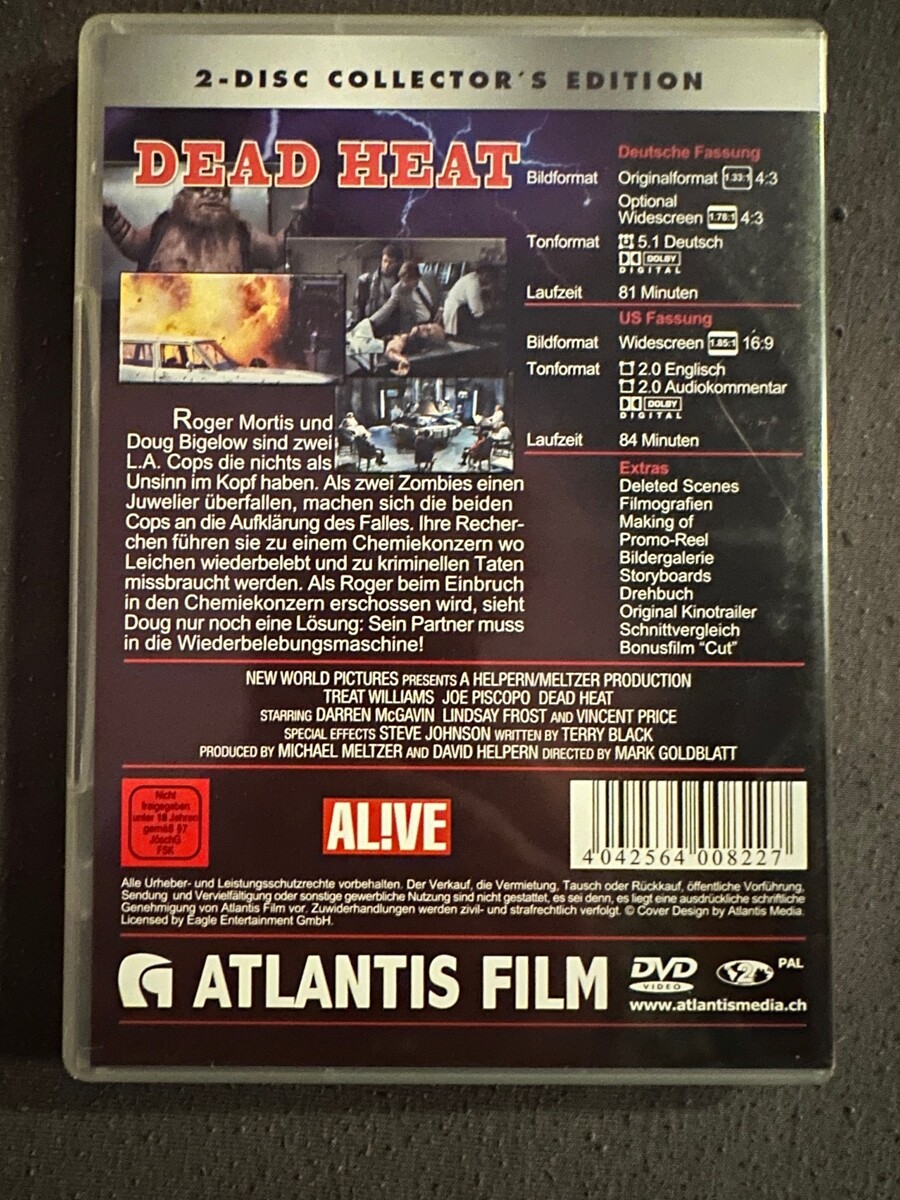 2-DISC COLLECTOR'S EDITION
DEAD HEAT
Deutsche Fassung
Bildformat Originalformat 1.33:1 4:3
Optional
Widescreen 1.78:1 4:3
Tonformat 5.1 Deutsch
DOLBY
DIGITAL
Laufzeit 81 Minuten
US Fassung
Bildformat Widescreen 1.85:1 16:9
Tonformat 2.0 Englisch
2.0 Audiokommentar
DOLBY
DIGITAL
Laufzeit 84 Minuten
Extras
Deleted Scenes
Filmografien
Making of
Promo-Reel
Bildergalerie
Storyboards
Drehbuch
Original Kinotrailer
Schnittvergleich
Bonusfilm "Cut"
Roger Mortis und
Doug Bigelow sind zwei
L.A. Cops die nichts als
Unsinn im Kopf haben. Als zwei Zombies einen
Juwelier überfallen, machen sich die beiden
Cops an die Aufklärung des Falles. Ihre Recher-
chen führen sie zu einem Chemiekonzern wo
Leichen wiederbelebt und zu kriminellen Taten
missbraucht werden. Als Roger beim Einbruch
in den Chemiekonzern erschossen wird, sieht
Doug nur noch eine Lösung: Sein Partner muss
in die Wiederbelebungsmaschine!
NEW WORLD PICTURES PRESENTS A HELPERN/MELTZER PRODUCTION
TREAT WILLIAMS JOE PISCOPO DEAD HEAT
STARRING DARREN McGAVIN LINDSAY FROST AND VINCENT PRICE
SPECIAL EFFECTS STEVE JOHNSON WRITTEN BY TERRY BLACK
PRODUCED BY MICHAEL MELTZER AND DAVID HELPERN DIRECTED BY MARK GOLDBLATT
Nicht
freigegeben
unter 18 Jahren
gemäß §7
JöschG
FSK
AL!VE
4 042564 008227
Alle Urheber- und Leistungsschutzrechte vorbehalten. Der Verkauf, die Vermietung, Tausch oder Rückkauf, öffentliche Vorführung,
Sendung und Vervielfältigung oder sonstige gewerbliche Nutzung sind nicht gestattet, es sei denn, es liegt eine ausdrückliche schriftliche
Genehmigung von Atlantis Film vor. Zuwiderhandlungen werden zivil- und strafrechtlich verfolgt. © Cover Design by Atlantis Media.
Licensed by Eagle Entertainment GmbH.
ATLANTIS FILM
DVD
VIDEO
2
PAL
www.atlantismedia.ch